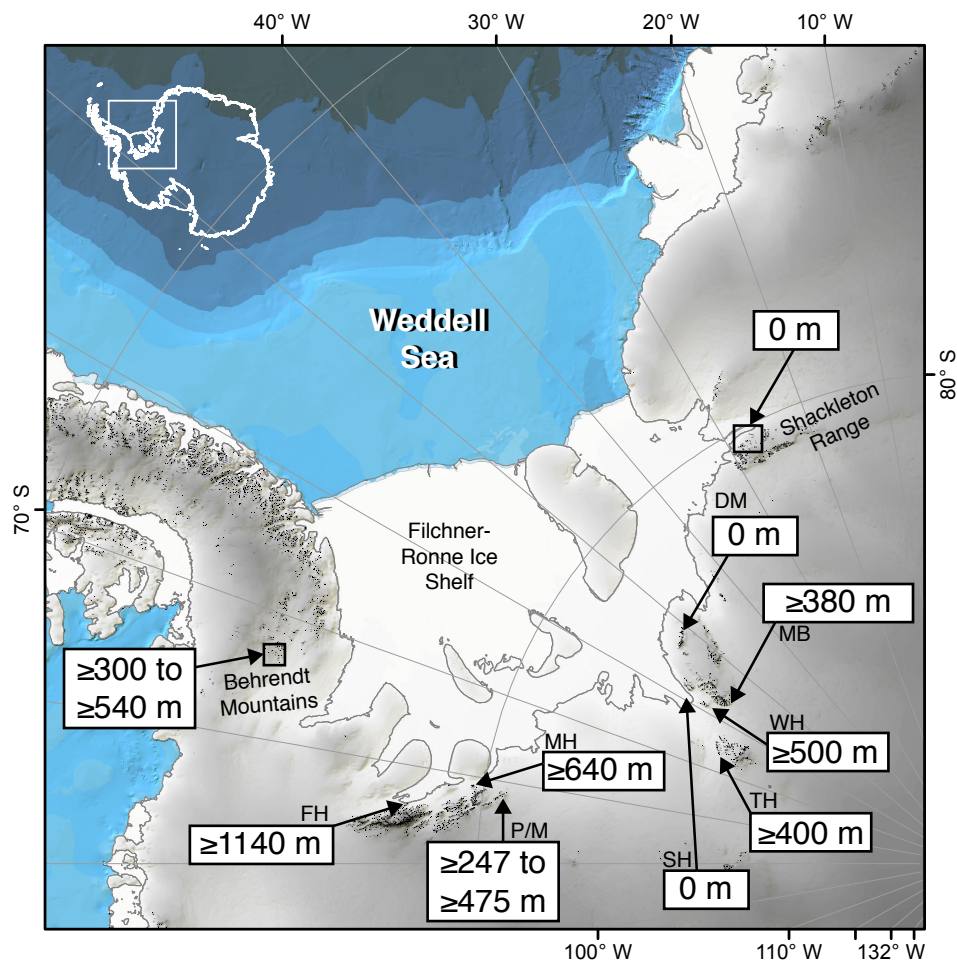 40° W
30° W
20° W
10° W
Weddell
Sea
0 m
80° S
Shackleton
Range
70° S
DM
0 m
Filchner-
Ronne Ice
Shelf
≥380 m
MB
≥300 to
≥540 m
Behrendt
Mountains
WH
≥500 m
MH
≥640 m
TH
≥400 m
FH
≥1140 m
P/M
≥247 to
≥475 m
SH
0 m
100° W
110° W
132° W